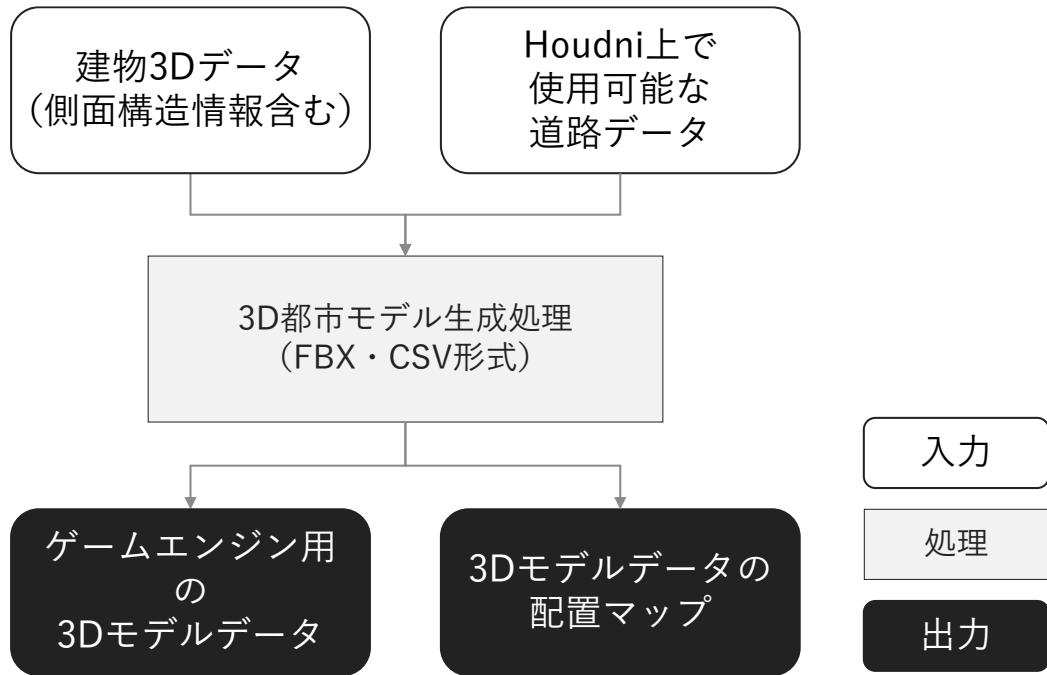 建物3Dデータ
（側面構造情報含む）
Houdni上で
使用可能な
道路データ
3D都市モデル生成処理
（FBX・CSV形式）
ゲームエンジン用
の
3Dモデルデータ
3Dモデルデータの
配置マップ
入力
処理
出力